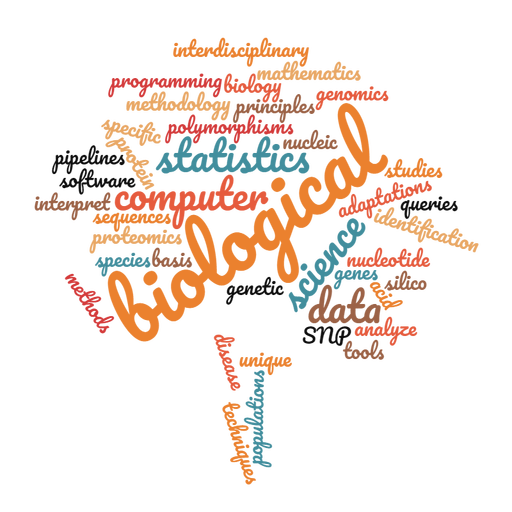 interdisciplinary
mathematics
programming
biology
genomics
methodology
principles
specific
polymorphisms
nucleic
protein
pipelines
statistics
biological
studies
software
computer
adaptations
interpret
queries
sequences
identification
proteomics
science
species
basis
nucleotide
genes
silico
genetic
acid
methods
data
SNP
analyze
tools
disease
unique
populations
techniques